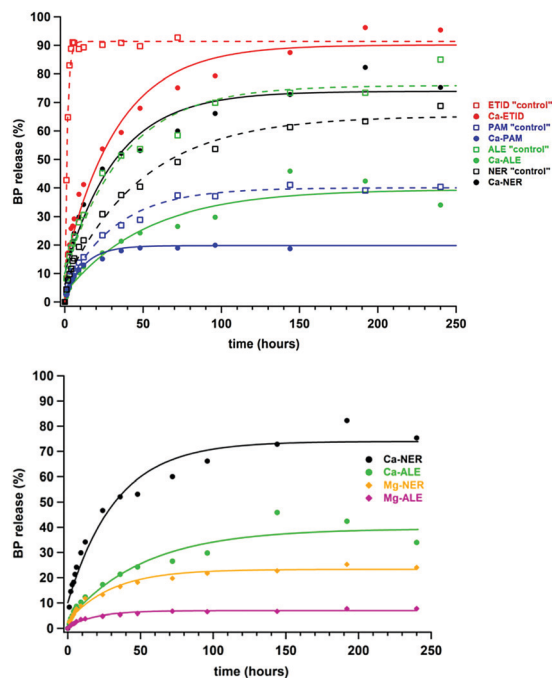 100
90
80
70
60
50
40
30
20
10
0
BP release (%)
0
50
100
150
200
250
time (hours)
ETID "control"
Ca-ETID
PAM "control"
Ca-PAM
ALE "control"
Ca-ALE
NER "control"
Ca-NER
100
90
80
70
60
50
40
30
20
10
0
BP release (%)
Ca-NER
Ca-ALE
Mg-NER
Mg-ALE
0
50
100
150
200
250
time (hours)